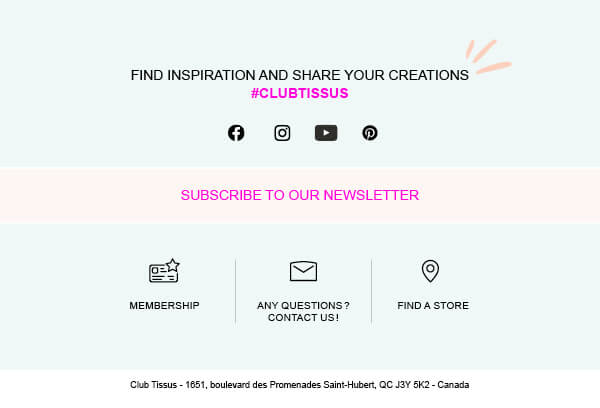 FIND INSPIRATION AND SHARE YOUR CREATIONS
#CLUBTISSUS
SUBSCRIBE TO OUR NEWSLETTER
MEMBERSHIP
ANY QUESTIONS?
CONTACT US!
FIND A STORE
Club Tissus - 1651, boulevard des Promenades Saint-Hubert, QC J3Y 5K2 - Canada